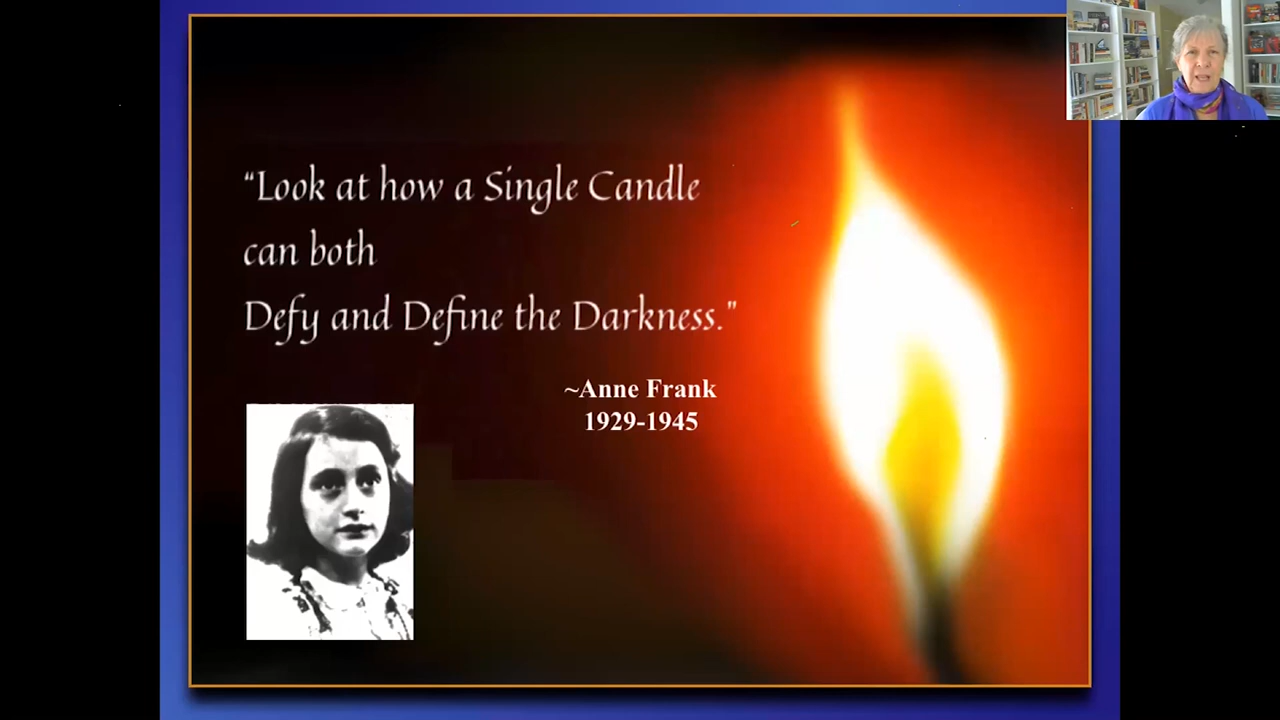 “Look at how a Single Candle
can both
Defy and Define the Darkness.”
~Anne Frank
1929-1945